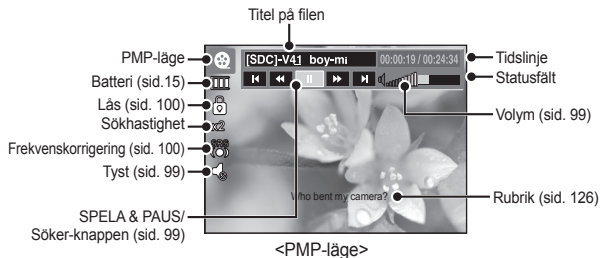 Titel på filen
PMP-läge
[SDC]-V41 boy-mi 00:00:19 / 00:24:34
Tidslinje
Batteri (sid.15)
Statusfält
Lås (sid. 100)
Volym (sid. 99)
Sökhastighet
x2
Frekvenskorrigering (sid. 100)
SRS
Tyst (sid. 99)
Who bent my camera?
Rubrik (sid. 126)
SPELA & PAUS/
Söker-knappen (sid. 99)
<PMP-läge>